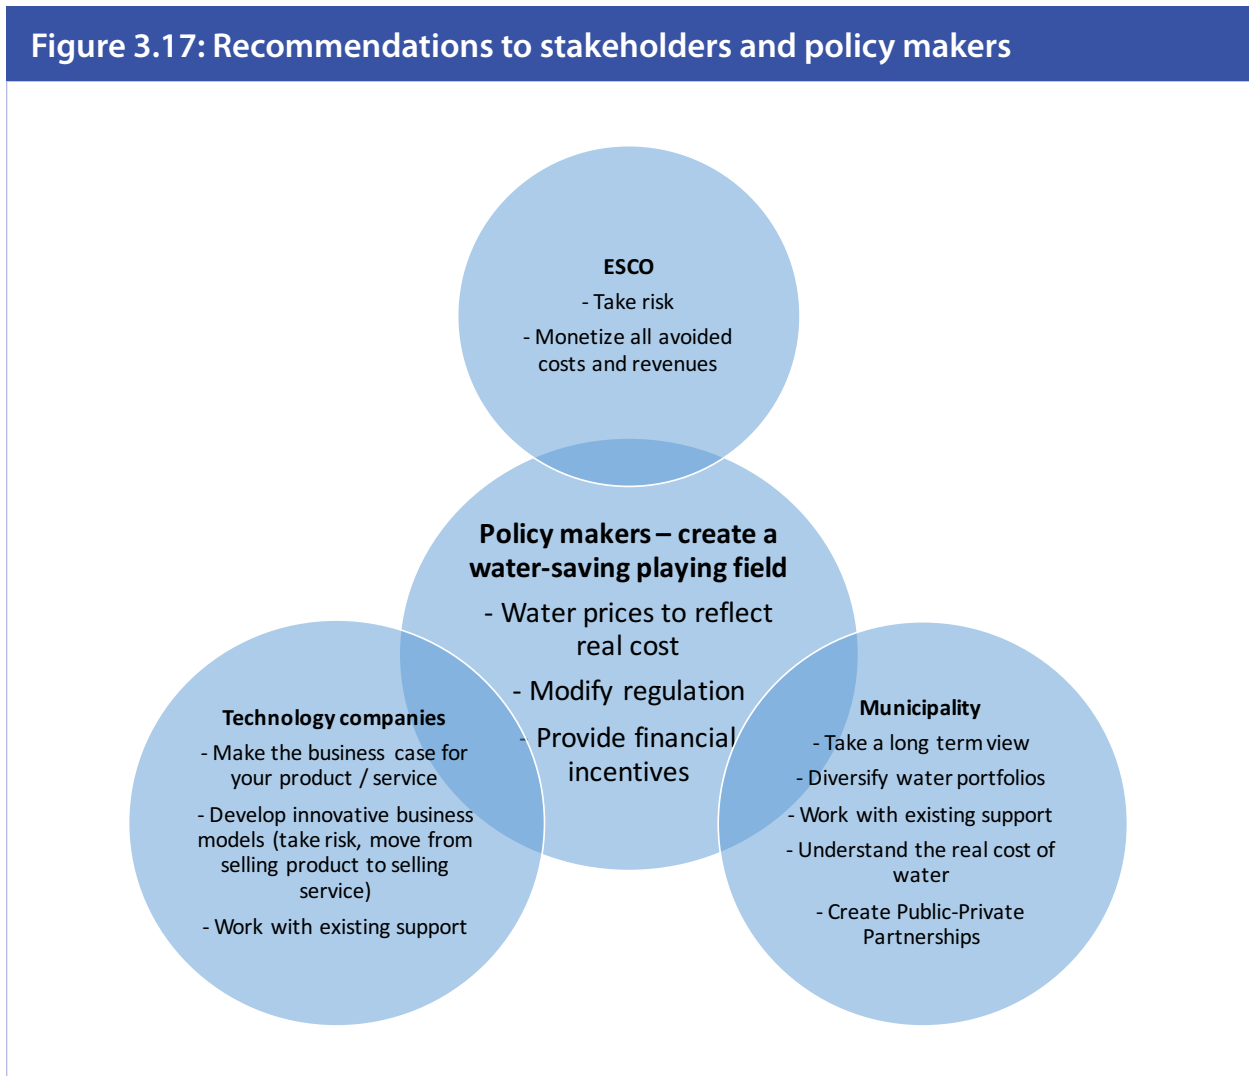 Figure 3.17: Recommendations to stakeholders and policy makers
ESCO
- Take risk
- Monetize all avoided
costs and revenues
Policy makers – create a
water-saving playing field
- Water prices to reflect
real cost
- Modify regulation
- Provide financial
incentives
Technology companies
- Make the business case for
your product / service
- Develop innovative business
models (take risk, move from
selling product to selling
service)
- Work with existing support
Municipality
- Take a long term view
- Diversify water portfolios
- Work with existing support
- Understand the real cost of
water
- Create Public-Private
Partnerships